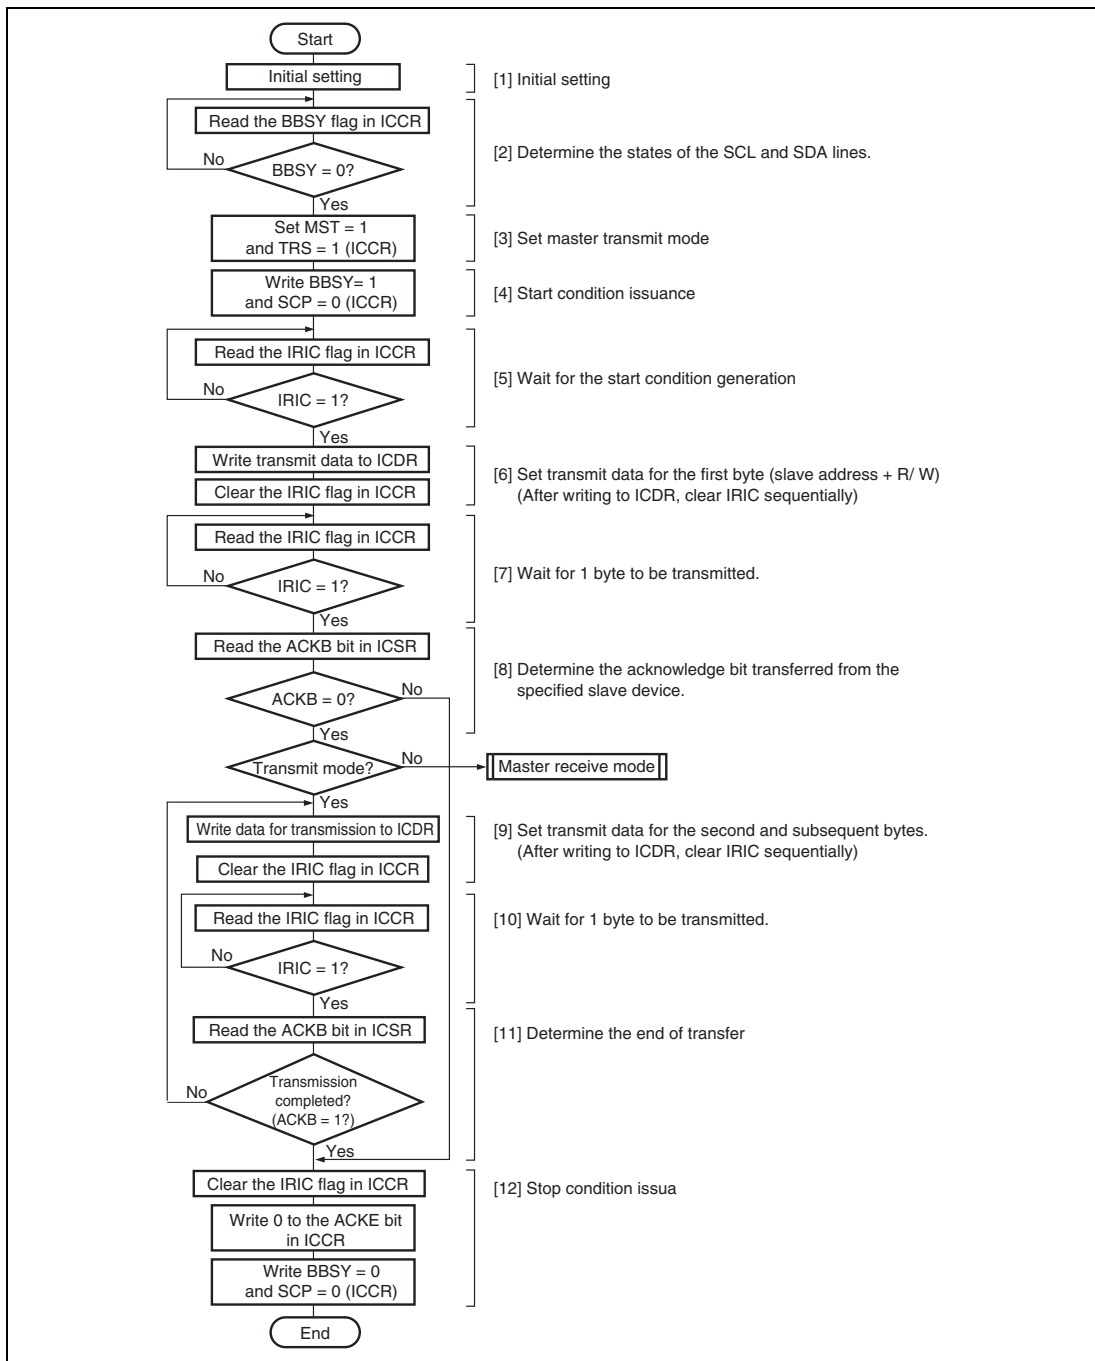 Start
Initial setting
[1] Initial setting
Read the BBSY flag in ICCR
No
BBSY = 0?
[2] Determine the states of the SCL and SDA lines.
Yes
Set MST = 1
and TRS = 1 (ICCR)
[3] Set master transmit mode
Write BBSY= 1
and SCP = 0 (ICCR)
[4] Start condition issuance
Read the IRIC flag in ICCR
No
IRIC = 1?
[5] Wait for the start condition generation
Yes
Write transmit data to ICDR
Clear the IRIC flag in ICCR
[6] Set transmit data for the first byte (slave address + R/ W)
(After writing to ICDR, clear IRIC sequentially)
Read the IRIC flag in ICCR
No
IRIC = 1?
[7] Wait for 1 byte to be transmitted.
Yes
Read the ACKB bit in ICSR
ACKB = 0?
No
[8] Determine the acknowledge bit transferred from the
specified slave device.
Yes
Transmit mode?
No
Master receive mode
Yes
Write data for transmission to ICDR
Clear the IRIC flag in ICCR
[9] Set transmit data for the second and subsequent bytes.
(After writing to ICDR, clear IRIC sequentially)
Read the IRIC flag in ICCR
No
IRIC = 1?
[10] Wait for 1 byte to be transmitted.
Yes
Read the ACKB bit in ICSR
[11] Determine the end of transfer
No
Transmission
completed?
(ACKB = 1?)
Yes
Clear the IRIC flag in ICCR
[12] Stop condition issua
Write 0 to the ACKE bit
in ICCR
Write BBSY = 0
and SCP = 0 (ICCR)
End